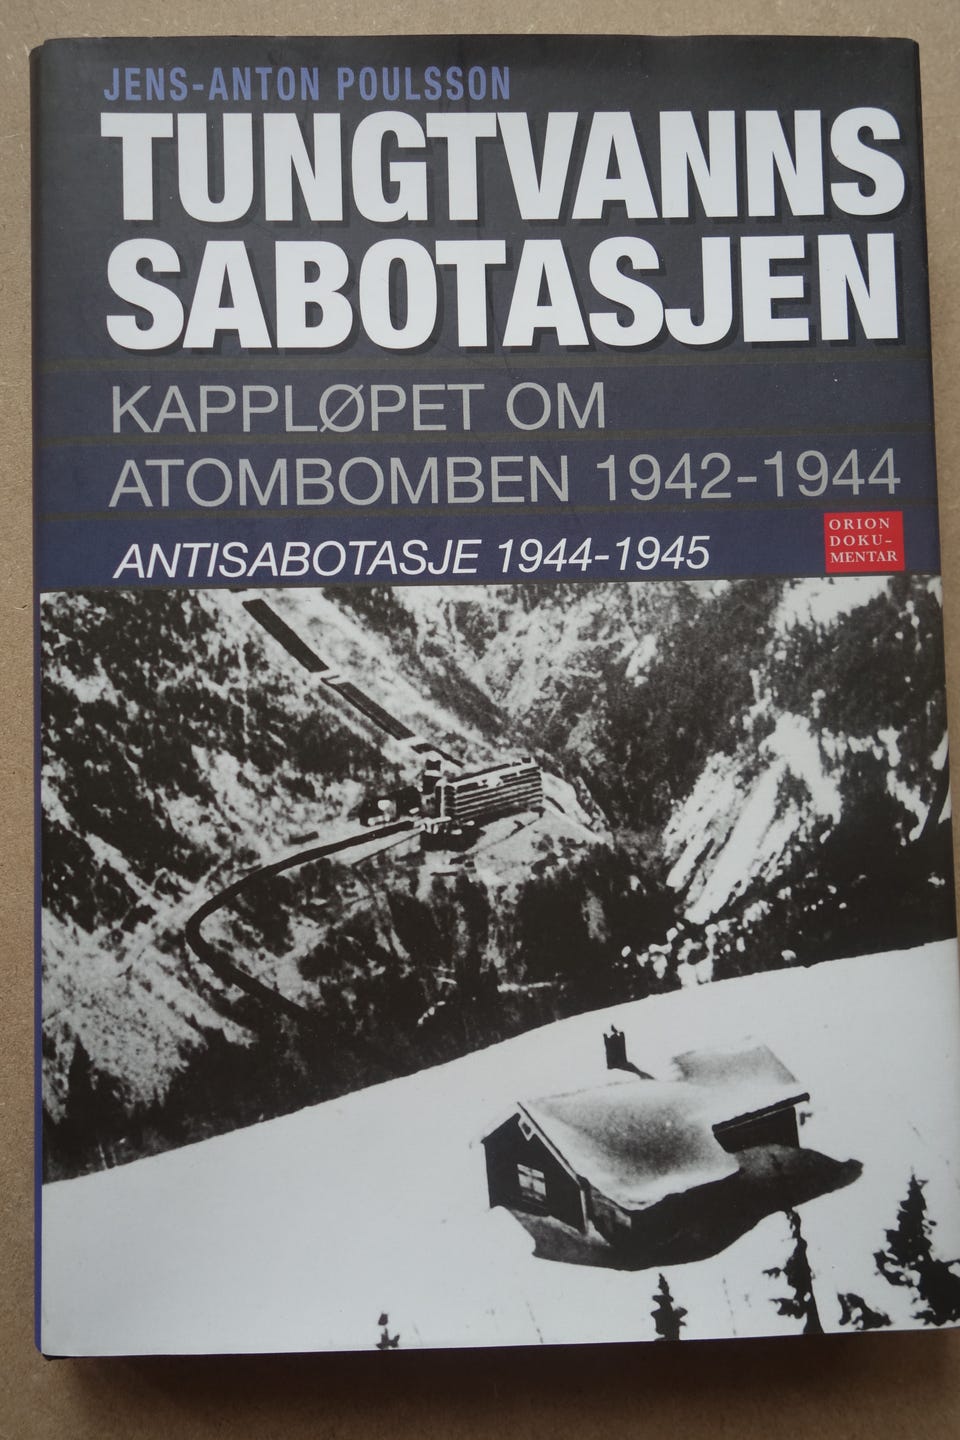 JENS-ANTON POULSSON
TUNGTVANNS
SABOTASJEN
KAPPLØPET OM
ATOMBOMBEN 1942-1944
ANTISABOTASJE 1944-1945
ORION
DOKU-
MENTAR